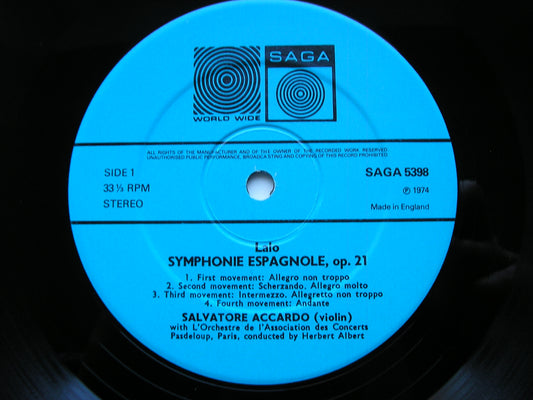 SAGA
WORLD WIDE
ALL RIGHTS OF THE MANUFACTURER AND OF THE OWNER OF THE RECORDED WORK RESERVED
UNAUTHORISED PUBLIC PERFORMANCE, BROADCASTING AND COPYING OF THIS RECORD PROHIBITED
SIDE 1
33 ⅓ RPM
STEREO
SAGA 5398
℗ 1974
Made in England
Lalo
SYMPHONIE ESPAGNOLE, op. 21
1. First movement: Allegro non troppo
2. Second movement: Scherzando. Allegro molto
3. Third movement: Intermezzo. Allegretto non troppo
4. Fourth movement: Andante
SALVATORE ACCARDO (violin)
with L'Orchestre de l'Association des Concerts
Pasdeloup, Paris, conducted by Herbert Albert